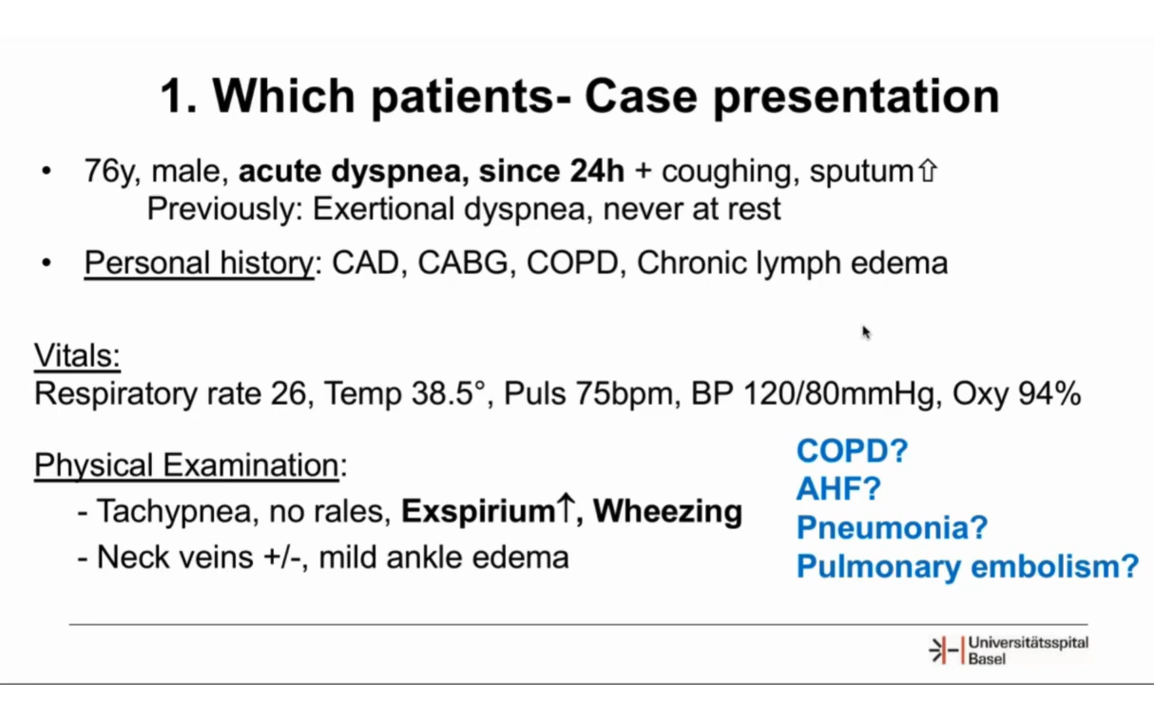 1. Which patients- Case presentation
• 76y, male, acute dyspnea, since 24h + coughing, sputum⇧
Previously: Exertional dyspnea, never at rest
• Personal history: CAD, CABG, COPD, Chronic lymph edema
Vitals:
Respiratory rate 26, Temp 38.5°, Puls 75bpm, BP 120/80mmHg, Oxy 94%
Physical Examination:
- Tachypnea, no rales, Exspirium↑, Wheezing
- Neck veins +/-, mild ankle edema
COPD?
AHF?
Pneumonia?
Pulmonary embolism?
Universitätsspital
Basel